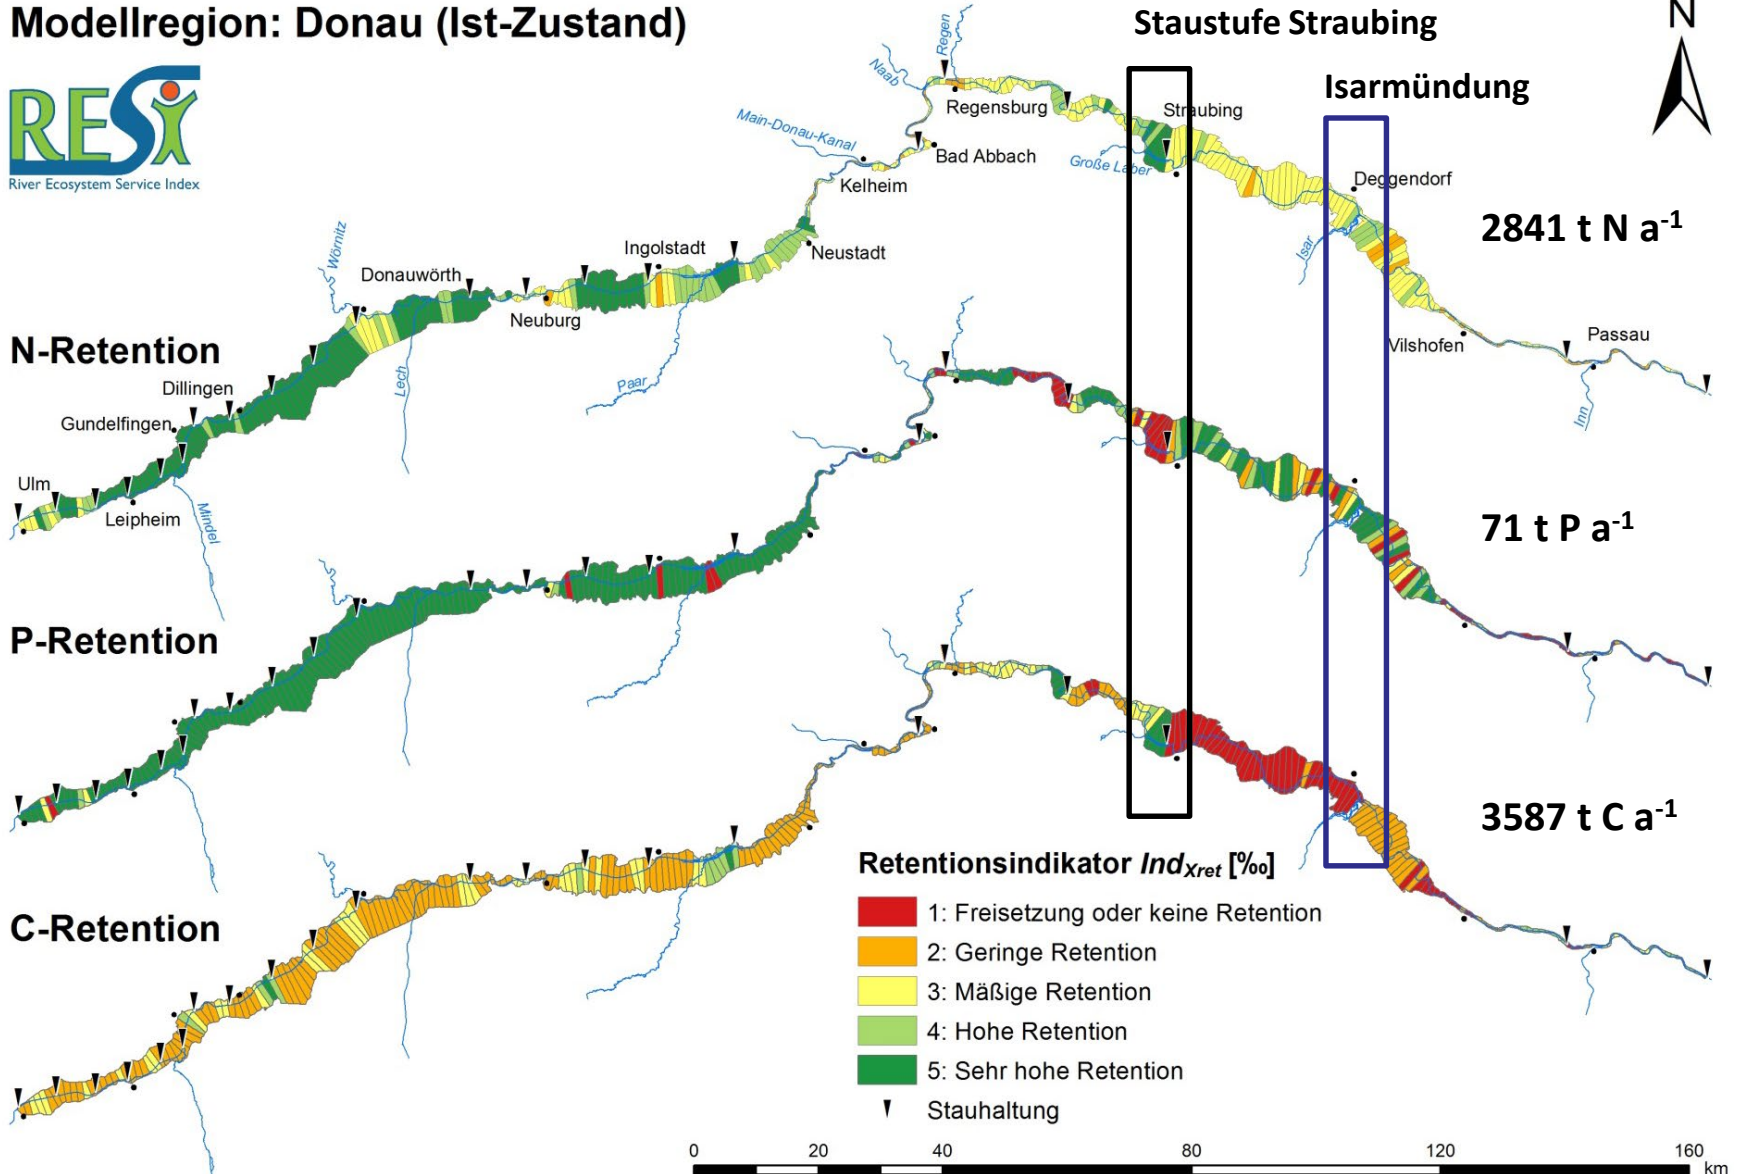 Modellregion: Donau (Ist-Zustand)
RESI
River Ecosystem Service Index
Staustufe Straubing
Isarmündung
N
Regen
Naab
Regensburg
Straubing
Main-Donau-Kanal
Bad Abbach
Große Laber
Kelheim
Deggendorf
2841 t N a⁻¹
Wörnitz
Ingolstadt
Neustadt
Isar
Donauwörth
Neuburg
N-Retention
Vilshofen
Passau
Dillingen
Lech
Paar
Inn
Gundelfingen
Ulm
Leipheim
Mindel
71 t P a⁻¹
P-Retention
3587 t C a⁻¹
C-Retention
Retentionsindikator Ind_Xret [‰]
1: Freisetzung oder keine Retention
2: Geringe Retention
3: Mäßige Retention
4: Hohe Retention
5: Sehr hohe Retention
Stauhaltung
0 20 40 80 120 160
km